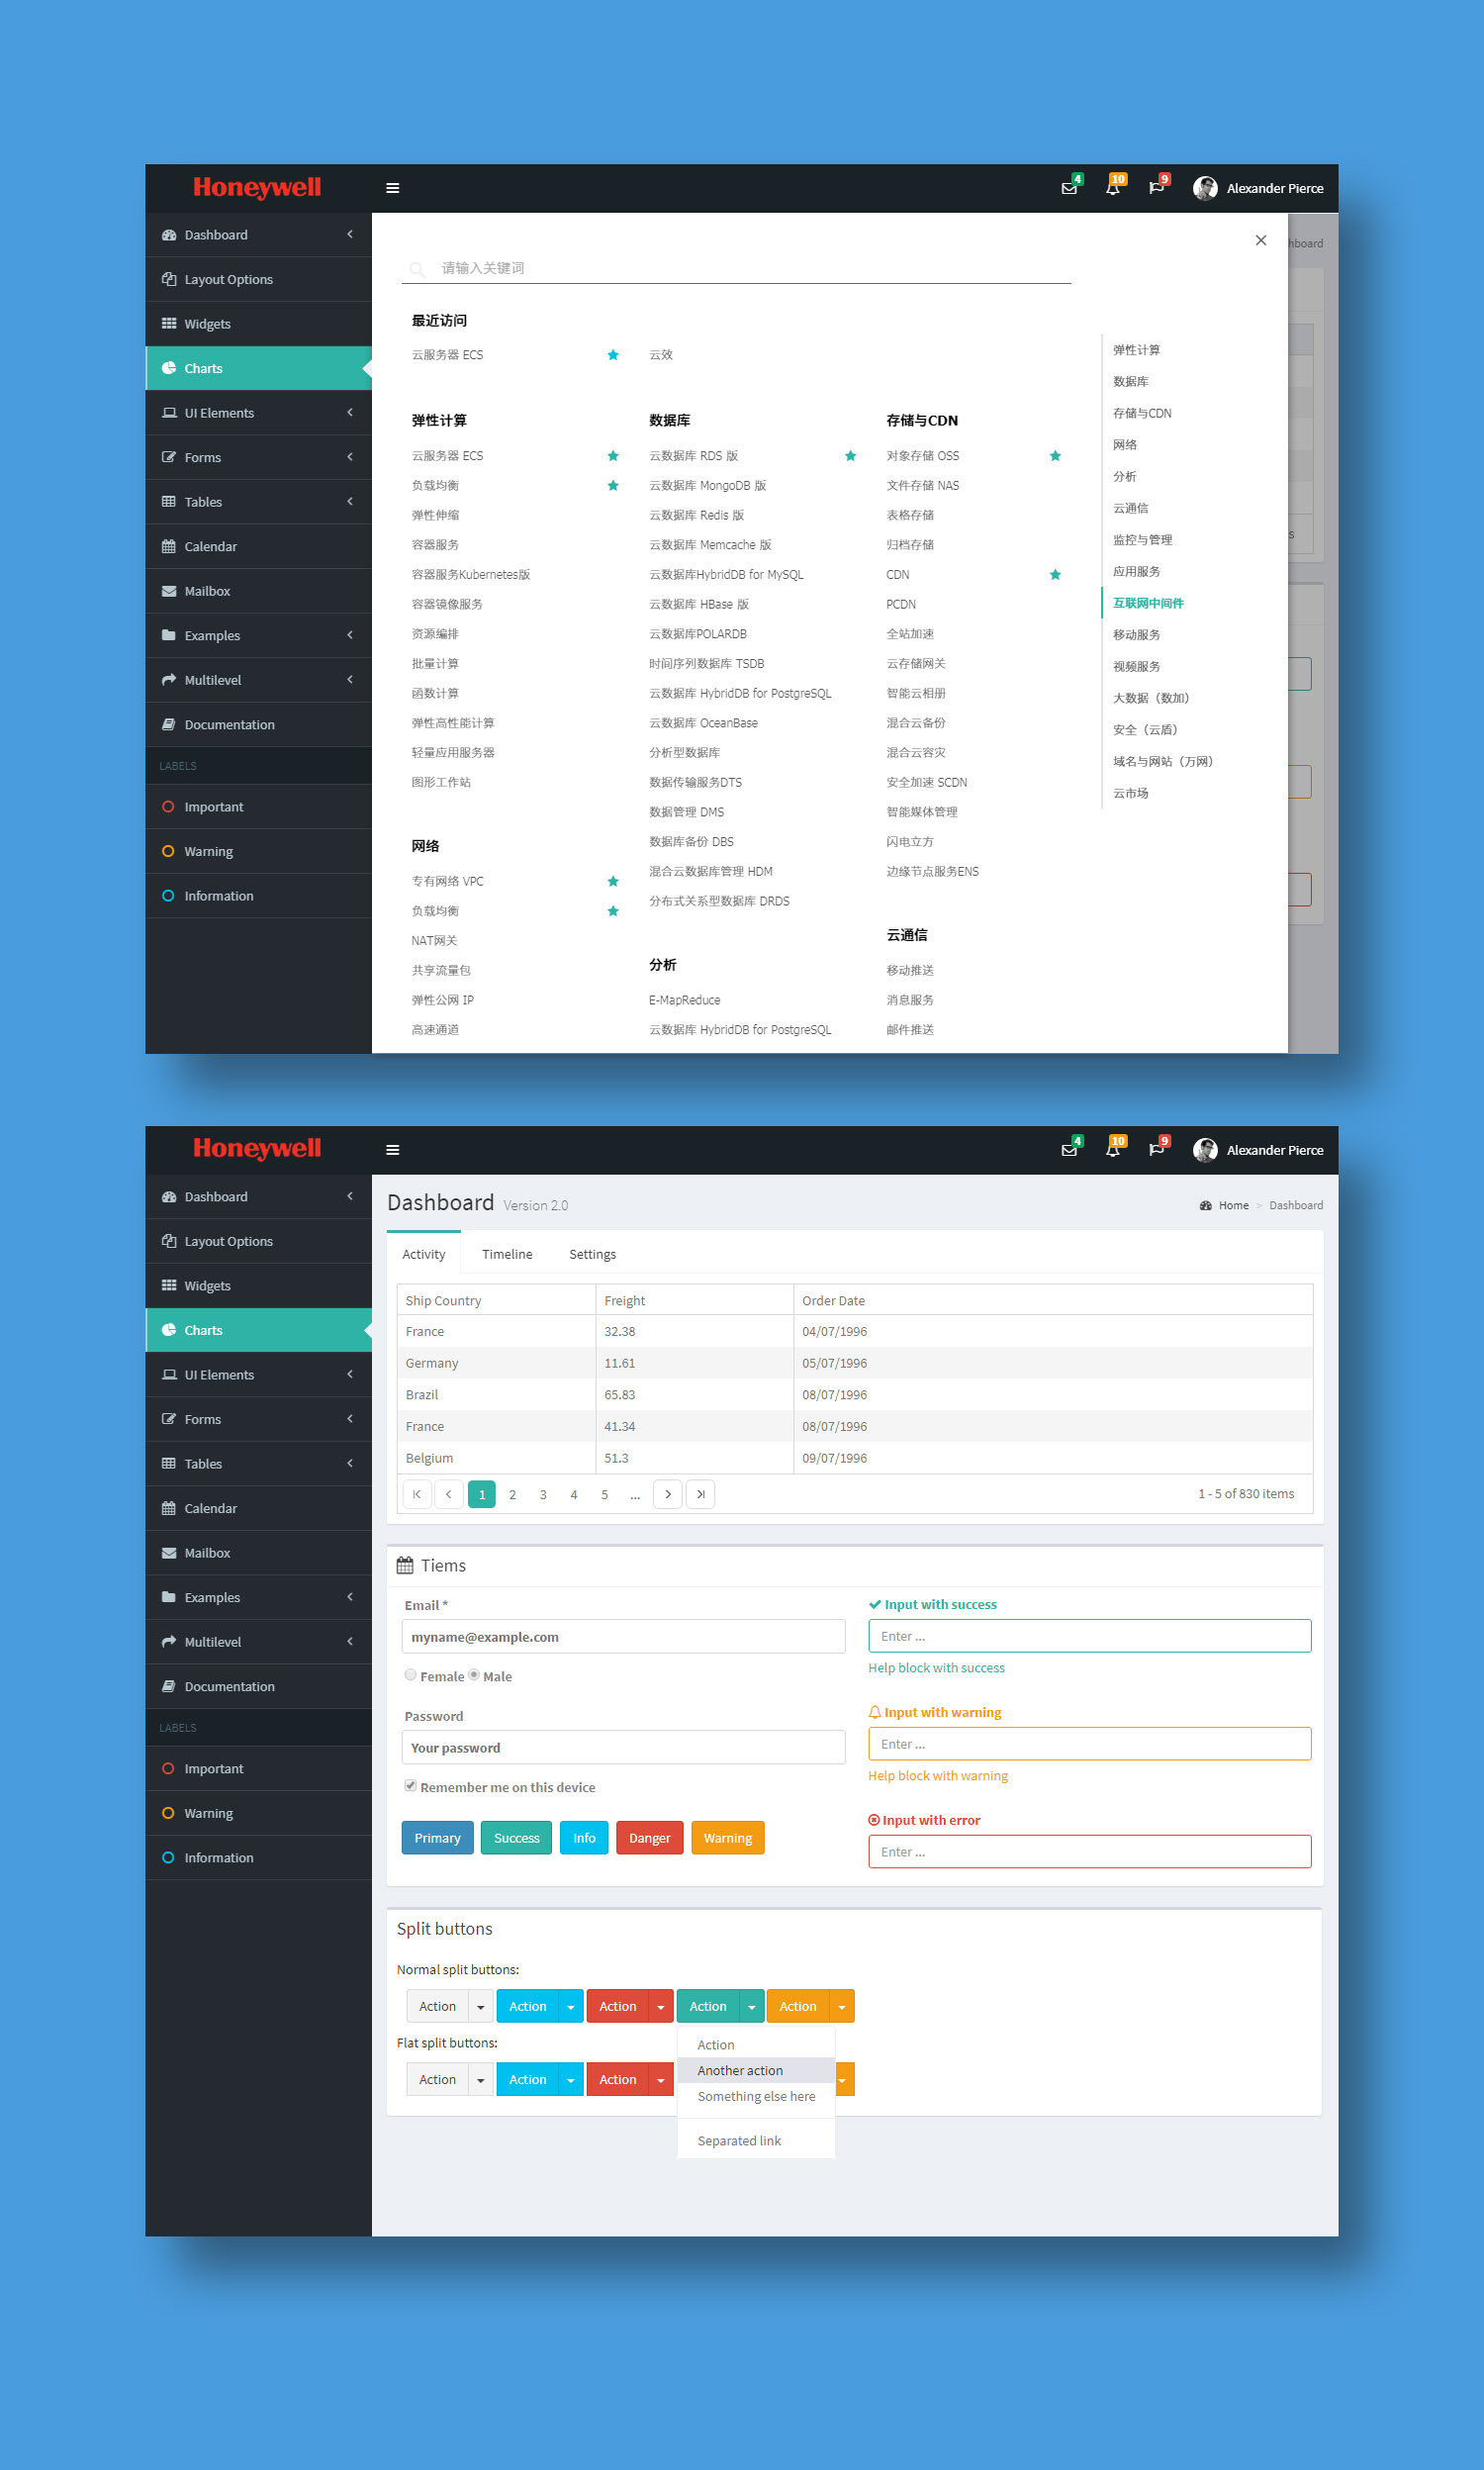 Honeywell
4
10
9
Alexander Pierce
Dashboard
Layout Options
Widgets
Charts
UI Elements
Forms
Tables
Calendar
Mailbox
Examples
Multilevel
Documentation
LABELS
Important
Warning
Information
hboard
s
请输入关键词
最近访问
云服务器 ECS
云效
弹性计算
云服务器 ECS
负载均衡
弹性伸缩
容器服务
容器服务Kubernetes版
容器镜像服务
资源编排
批量计算
函数计算
弹性高性能计算
轻量应用服务器
图形工作站
网络
专有网络 VPC
负载均衡
NAT网关
共享流量包
弹性公网 IP
高速通道
数据库
云数据库 RDS 版
云数据库 MongoDB 版
云数据库 Redis 版
云数据库 Memcache 版
云数据库HybridDB for MySQL
云数据库 HBase 版
云数据库POLARDB
时间序列数据库 TSDB
云数据库 HybridDB for PostgreSQL
云数据库 OceanBase
分析型数据库
数据传输服务DTS
数据管理 DMS
数据库备份 DBS
混合云数据库管理 HDM
分布式关系型数据库 DRDS
分析
E-MapReduce
云数据库 HybridDB for PostgreSQL
存储与CDN
对象存储 OSS
文件存储 NAS
表格存储
归档存储
CDN
PCDN
全站加速
云存储网关
智能云相册
混合云备份
混合云容灾
安全加速 SCDN
智能媒体管理
闪电立方
边缘节点服务ENS
云通信
移动推送
消息服务
邮件推送
弹性计算
数据库
存储与CDN
网络
分析
云通信
监控与管理
应用服务
互联网中间件
移动服务
视频服务
大数据（数加）
安全（云盾）
域名与网站（万网）
云市场
Honeywell
4
10
9
Alexander Pierce
Dashboard
Layout Options
Widgets
Charts
UI Elements
Forms
Tables
Calendar
Mailbox
Examples
Multilevel
Documentation
LABELS
Important
Warning
Information
Dashboard Version 2.0
Home > Dashboard
Activity Timeline Settings
Ship Country Freight Order Date
France 32.38 04/07/1996
Germany 11.61 05/07/1996
Brazil 65.83 08/07/1996
France 41.34 08/07/1996
Belgium 51.3 09/07/1996
1 2 3 4 5 ...
1 - 5 of 830 items
Tiems
Email *
myname@example.com
Female Male
Password
Your password
Remember me on this device
Primary Success Info Danger Warning
Input with success
Enter ...
Help block with success
Input with warning
Enter ...
Help block with warning
Input with error
Enter ...
Split buttons
Normal split buttons:
Action Action Action Action Action
Flat split buttons:
Action Action Action
Action
Another action
Something else here
Separated link